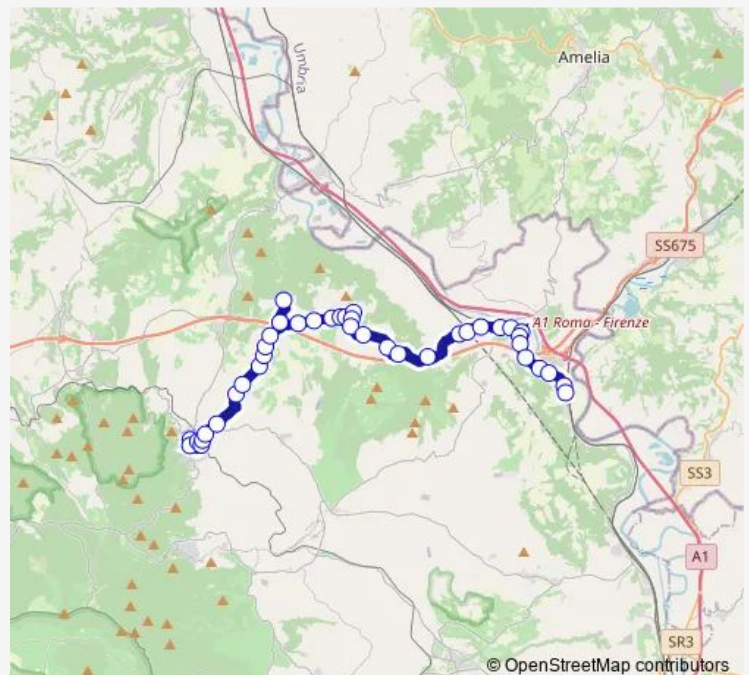 Umbria
Amelia
SS675
A1 Roma - Firenze
SS3
A1
SR3
© OpenStreetMap contributors